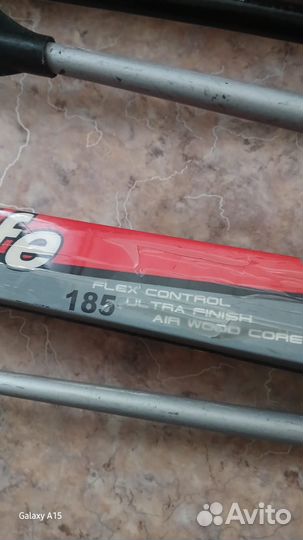 fe
185
FLEX CONTROL
ULTRA FINISH
AIR WOOD CORE
Galaxy A15
Avito